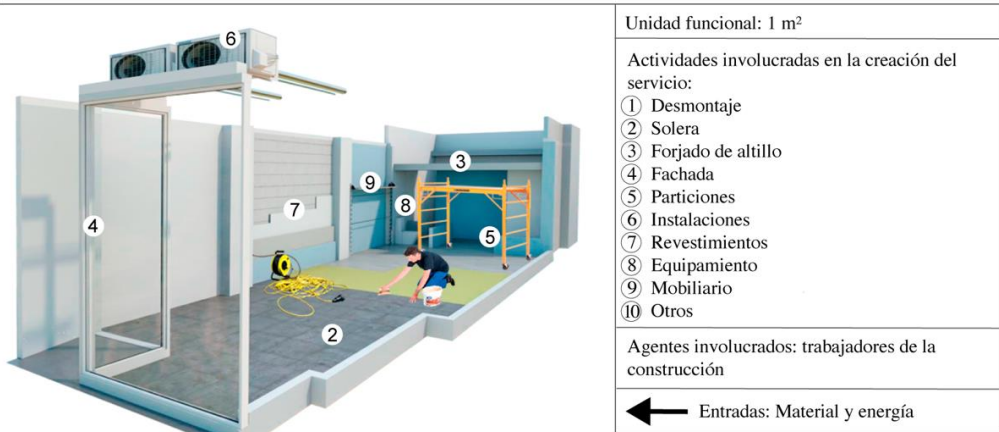 6
3
9
8
7
4
5
2
Unidad funcional: 1 m²
Actividades involucradas en la creación del
servicio:
① Desmontaje
② Solera
③ Forjado de altillo
④ Fachada
⑤ Particiones
⑥ Instalaciones
⑦ Revestimientos
⑧ Equipamiento
⑨ Mobiliario
⑩ Otros
Agentes involucrados: trabajadores de la
construcción
Entradas: Material y energía